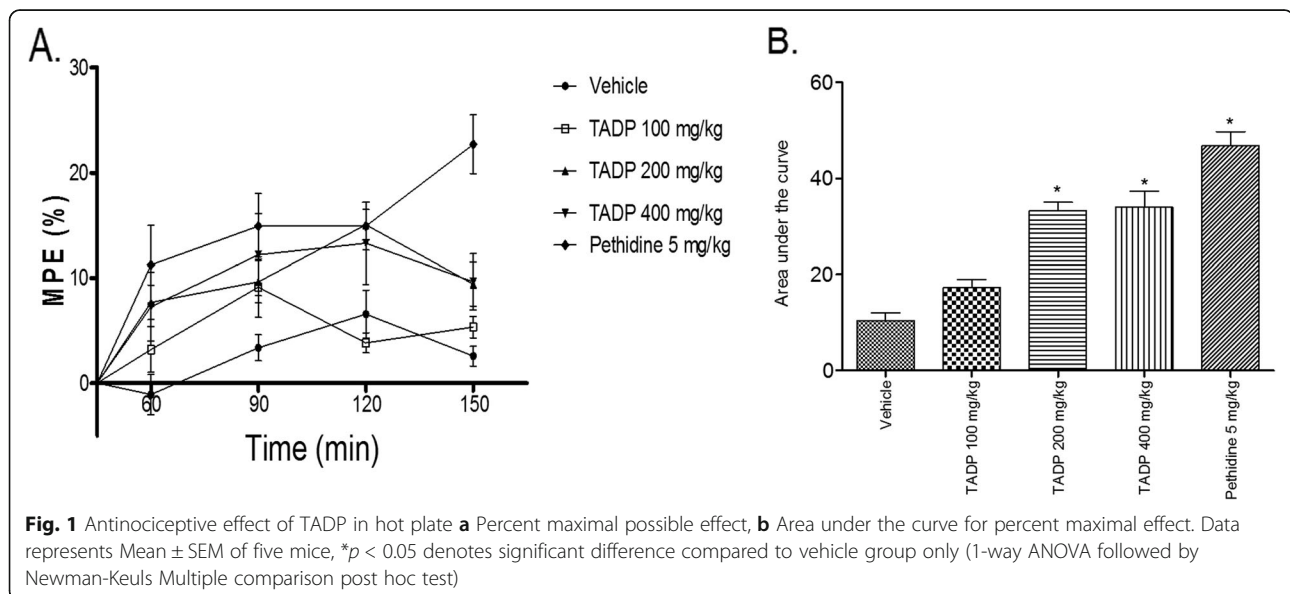 A.
30
20
10
0
MPE (%)
60 90 120 150
Time (min)
Vehicle
TADP 100 mg/kg
TADP 200 mg/kg
TADP 400 mg/kg
Pethidine 5 mg/kg
B.
60
40
20
0
Area under the curve
* * *
Vehicle
TADP 100 mg/kg
TADP 200 mg/kg
TADP 400 mg/kg
Pethidine 5 mg/kg
Fig. 1 Antinociceptive effect of TADP in hot plate a Percent maximal possible effect, b Area under the curve for percent maximal effect. Data
represents Mean ± SEM of five mice, *p < 0.05 denotes significant difference compared to vehicle group only (1-way ANOVA followed by
Newman-Keuls Multiple comparison post hoc test)